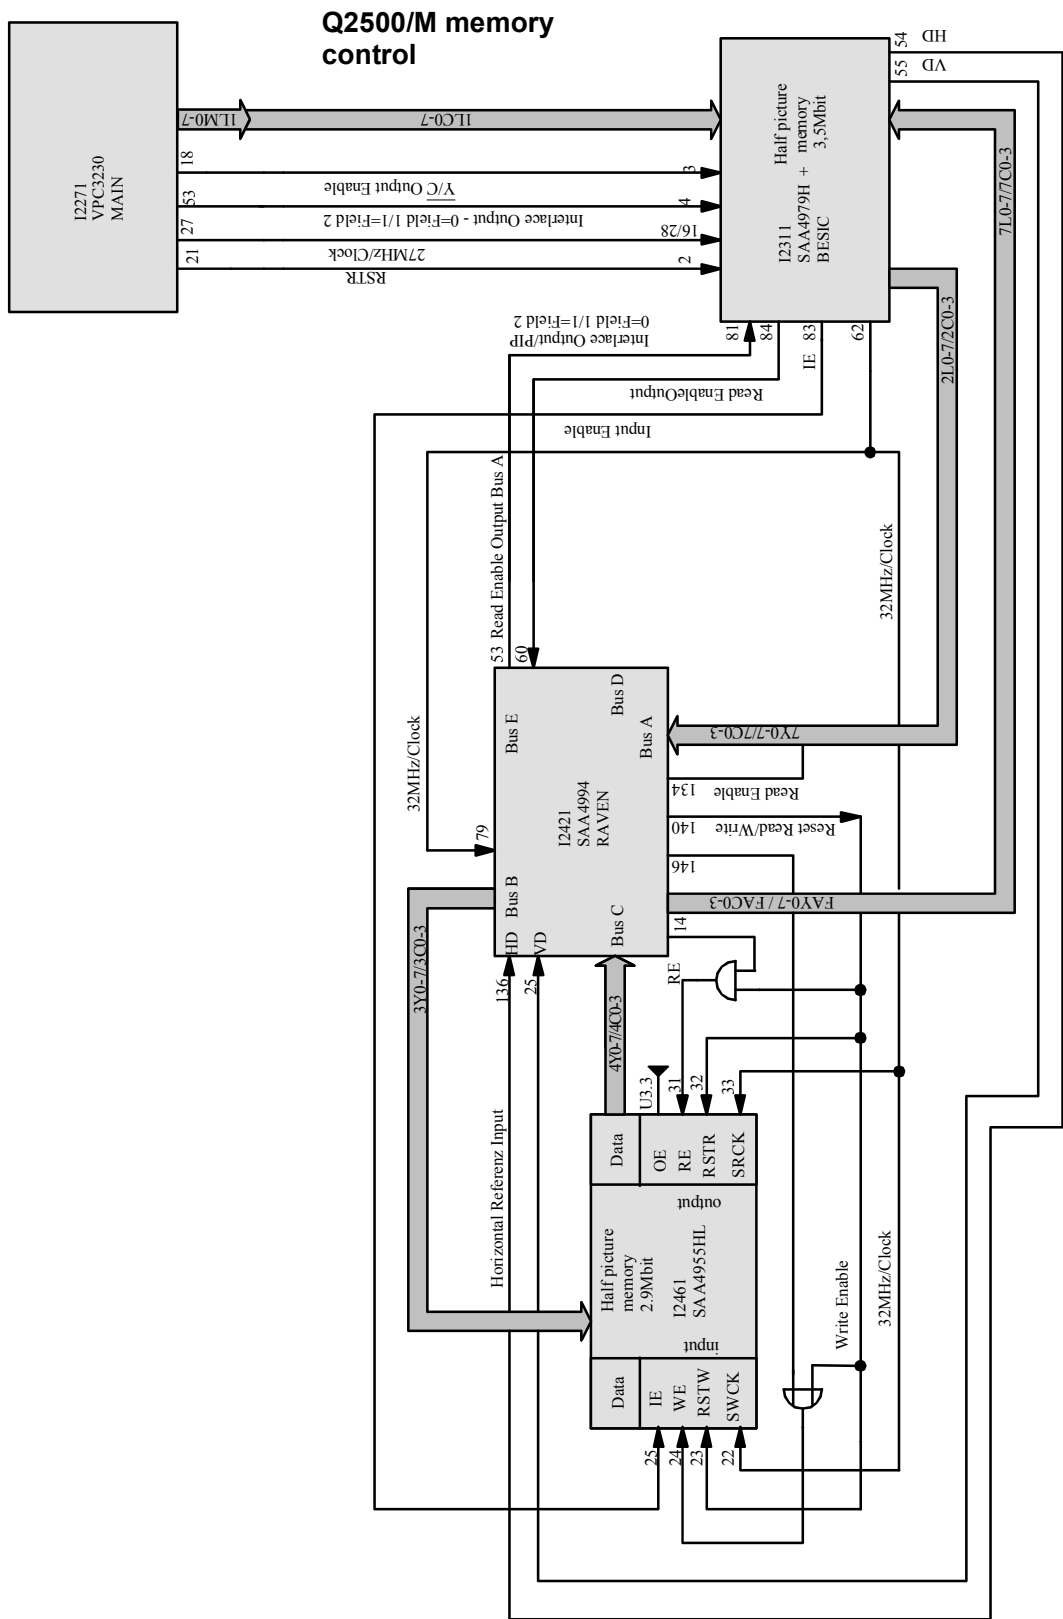 Q2500/M memory
control
I2271
VPC3230
MAIN
1LM0-7
1LC0-7
18
3
Y/C Output Enable
53
4
Interlace Output - 0=Field 1/1=Field 2
27
16/28
27MHz/Clock
21
2
RSTR
Half picture
memory
3,5Mbit
I2311
SAA4979H +
BESIC
54
HD
55
VD
7L0-7/7C0-3
2L0-7/2C0-3
81
84
83
IE
62
Interlace Output/PIP
0=Field 1/1=Field 2
Read EnableOutput
Input Enable
53
Read Enable Output Bus A
60
32MHz/Clock
32MHz/Clock
79
Bus E
Bus D
Bus A
I2421
SAA4994
RAVEN
Bus B
Bus C
HD
VD
7Y0-7/7C0-3
134
Read Enable
140
Reset Read/Write
146
FAY0-7 / FAC0-3
14
RE
136
25
3Y0-7/3C0-3
4Y0-7/4C0-3
Horizontal Referenz Input
U3.3
31
32
33
Data
OE
RE
RSTR
SRCK
output
Half picture
memory
2.9Mbit
I2461
SAA4955HL
input
Data
IE
WE
RSTW
SWCK
25
24
23
22
Write Enable
32MHz/Clock